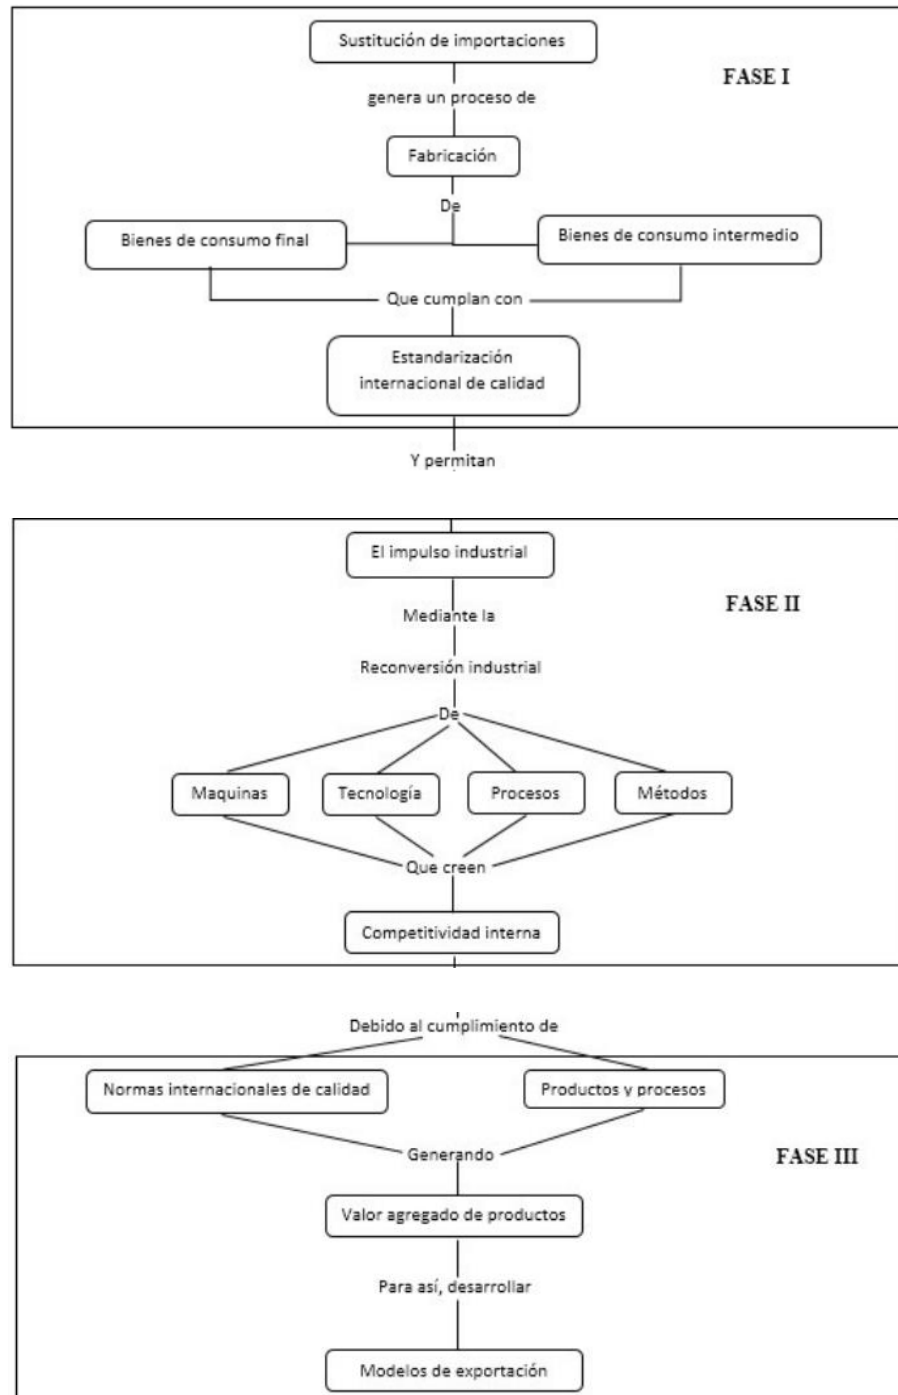 Sustitución de importaciones
FASE I
genera un proceso de
Fabricación
De
Bienes de consumo final
Bienes de consumo intermedio
Que cumplan con
Estandarización
internacional de calidad
Y permitan
El impulso industrial
FASE II
Mediante la
Reconversión industrial
De
Maquinas
Tecnología
Procesos
Métodos
Que creen
Competitividad interna
Debido al cumplimiento de
Normas internacionales de calidad
Productos y procesos
Generando
FASE III
Valor agregado de productos
Para así, desarrollar
Modelos de exportación